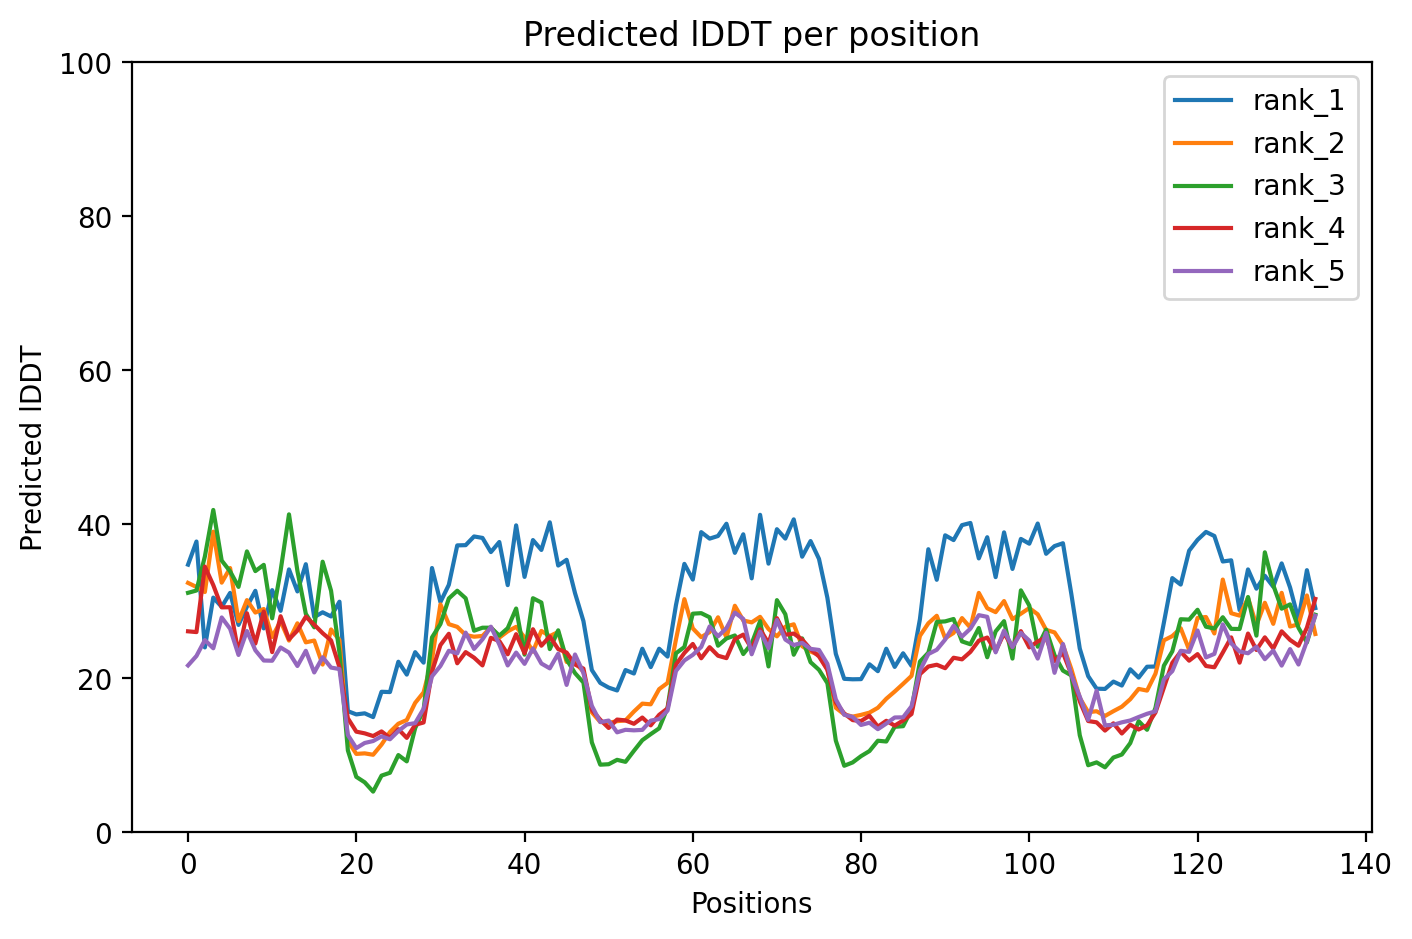 Predicted lDDT per position
100
80
60
40
20
0
Predicted lDDT
rank_1
rank_2
rank_3
rank_4
rank_5
0 20 40 60 80 100 120 140
Positions